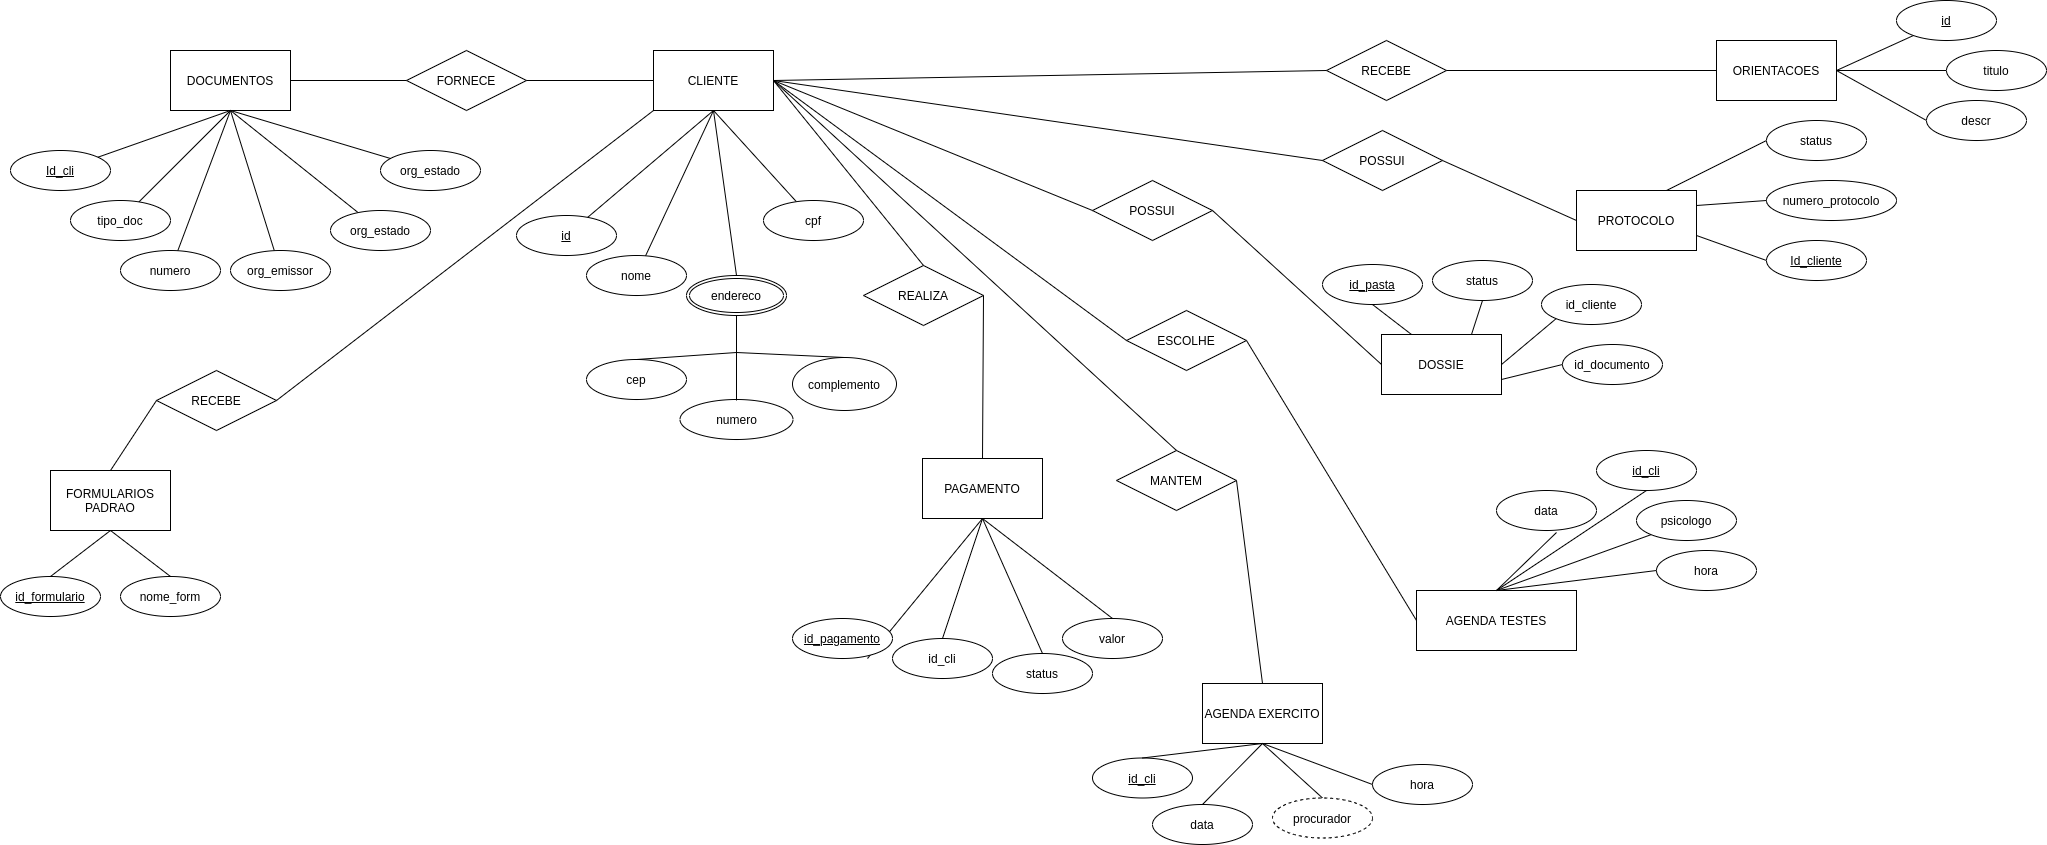 id
DOCUMENTOS
FORNECE
CLIENTE
RECEBE
ORIENTACOES
titulo
descr
status
POSSUI
numero_protocolo
PROTOCOLO
Id_cliente
Id_cli
org_estado
tipo_doc
org_estado
numero
org_emissor
id
nome
cpf
endereco
cep
complemento
numero
REALIZA
POSSUI
id_pasta
status
id_cliente
DOSSIE
id_documento
ESCOLHE
RECEBE
FORMULARIOS
PADRAO
id_formulario
nome_form
PAGAMENTO
MANTEM
id_cli
data
psicologo
hora
AGENDA TESTES
id_pagamento
id_cli
status
valor
AGENDA EXERCITO
id_cli
data
procurador
hora